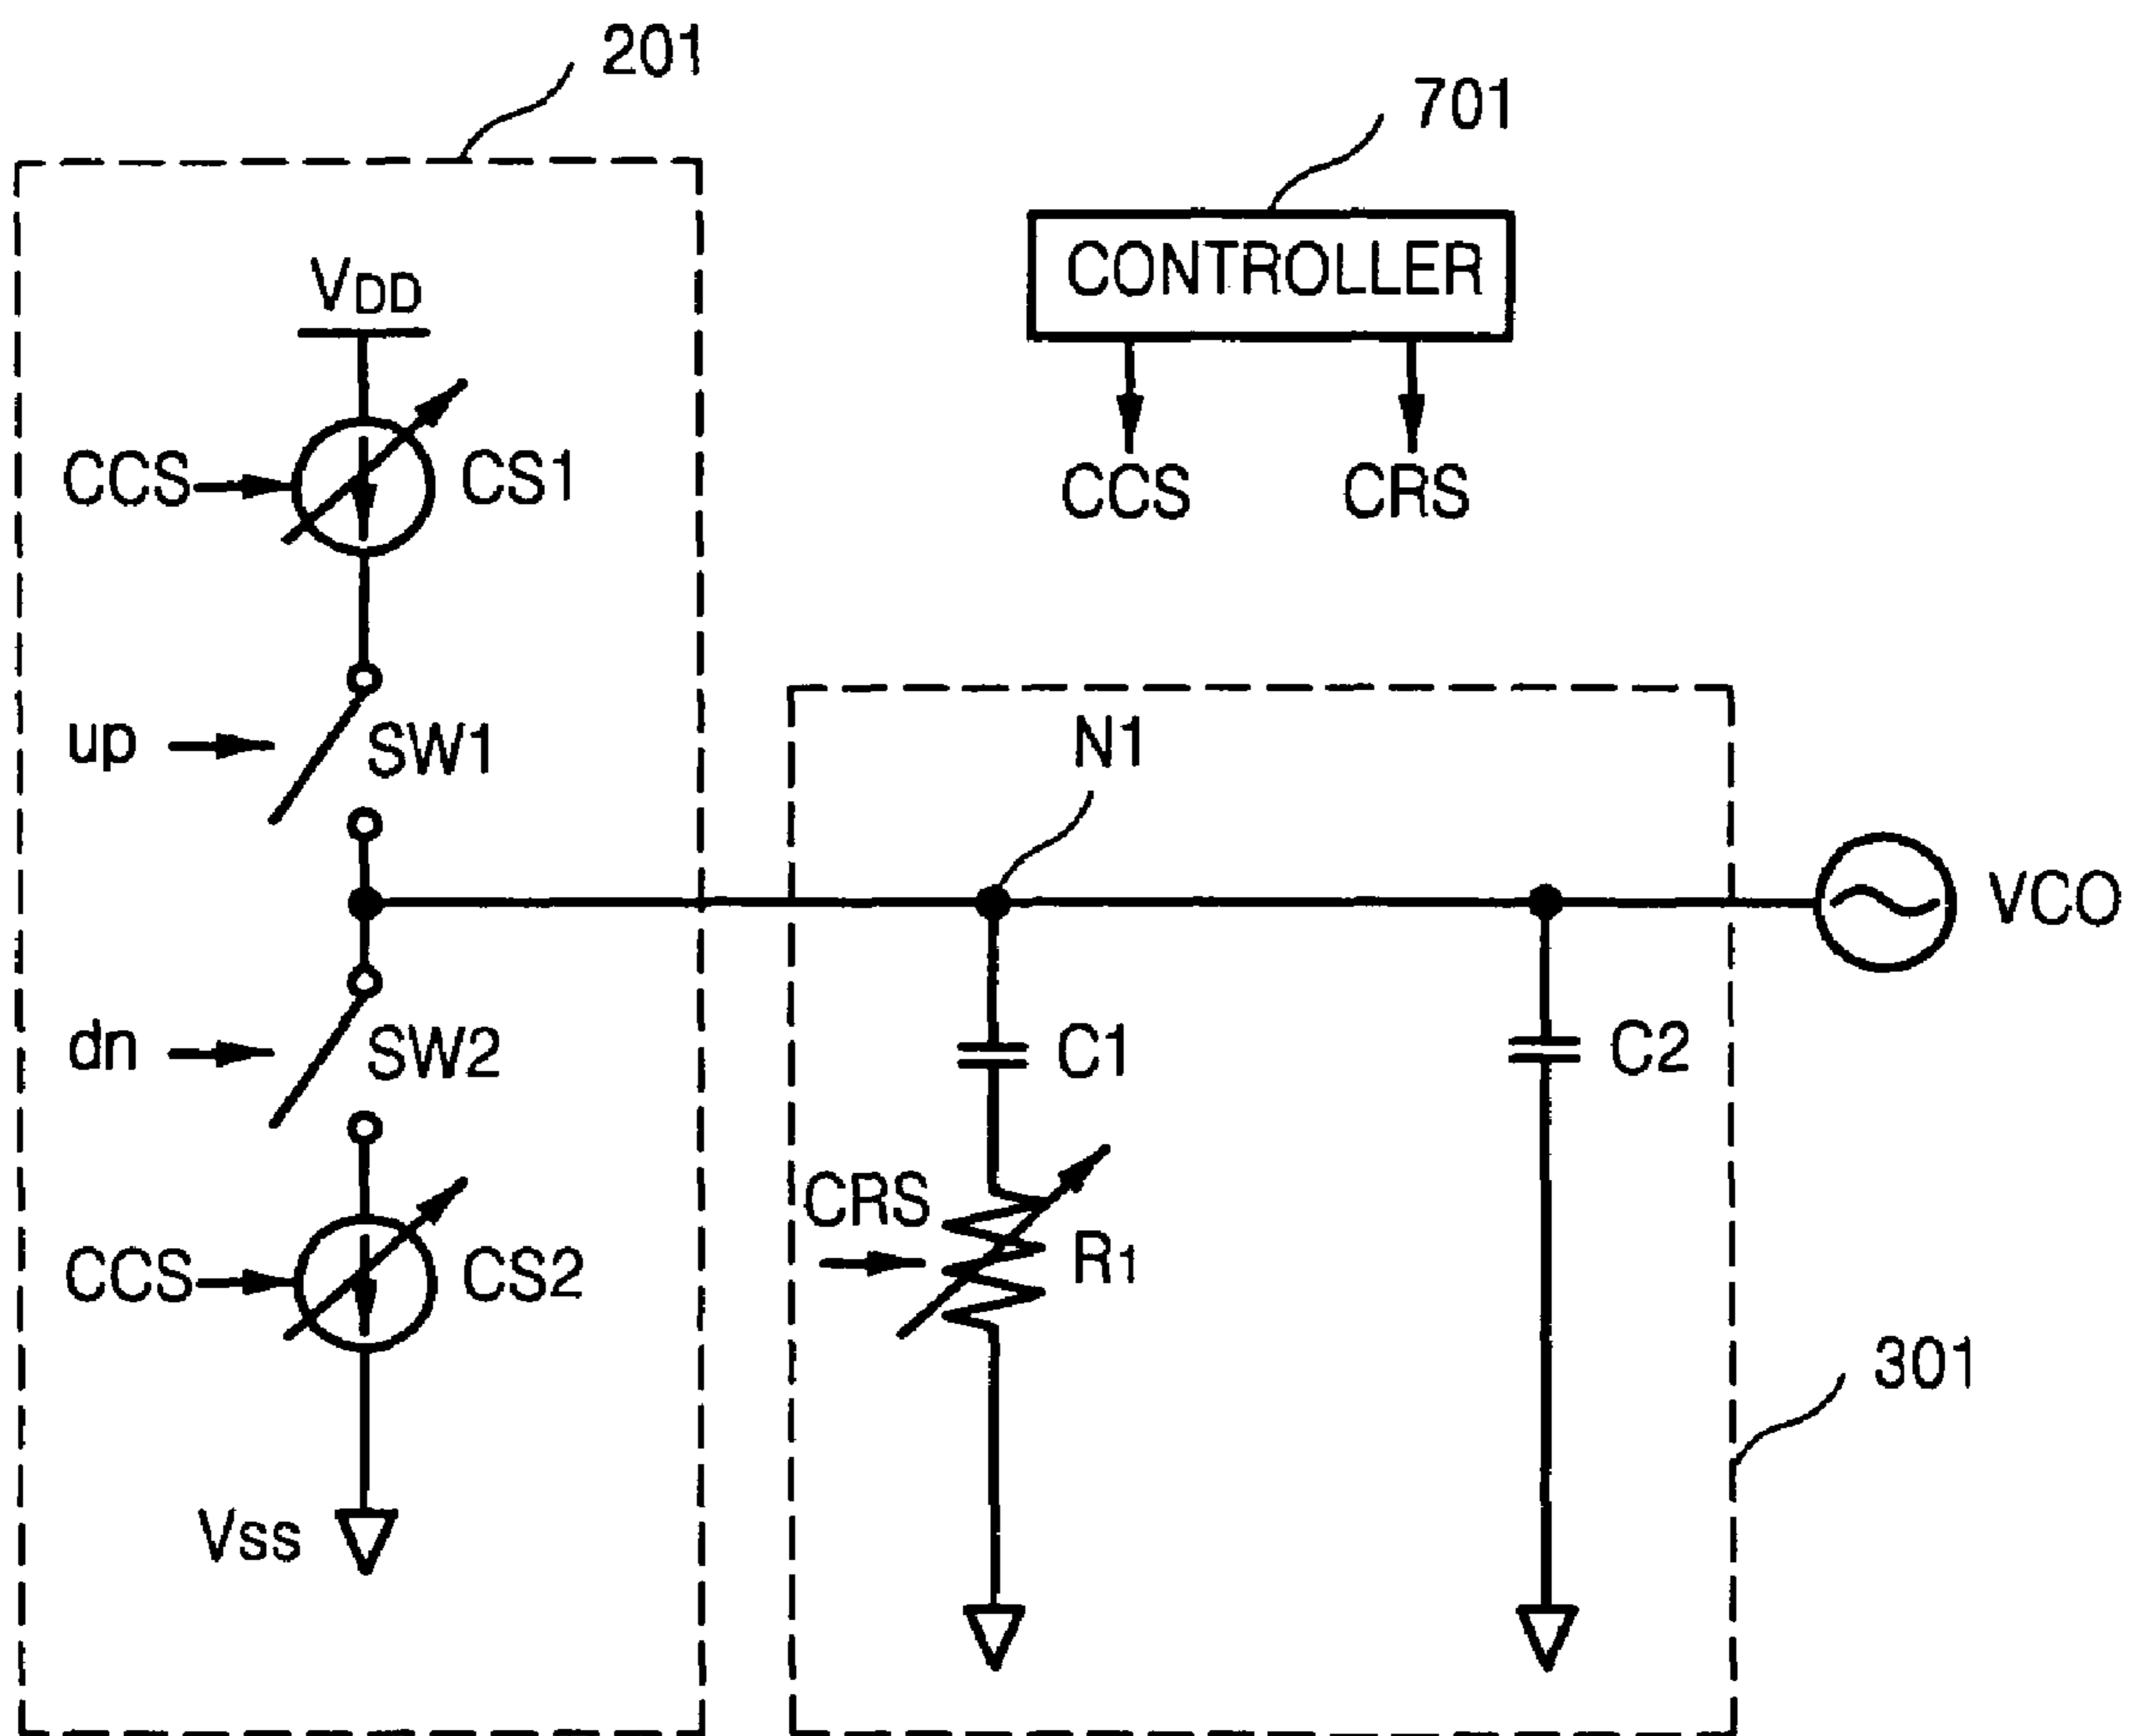 201
701
CONTROLLER
VDD
CCS
CS1
CCS
CRS
up
SW1
N1
VCO
dn
SW2
C1
C2
CRS
CCS
CS2
R1
301
Vss